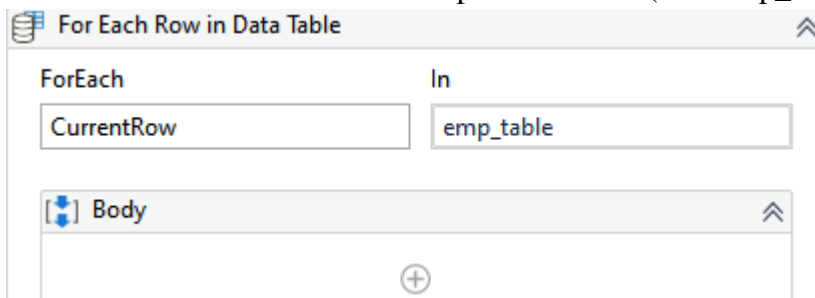 For Each Row in Data Table
ForEach In
CurrentRow emp_table
Body